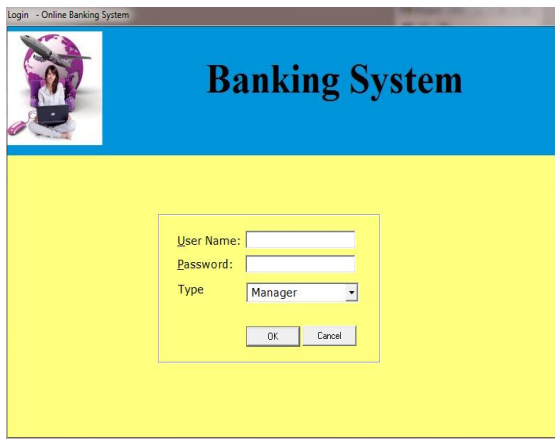 Login - Online Banking System
Banking System
User Name:
Password:
Type Manager
OK Cancel